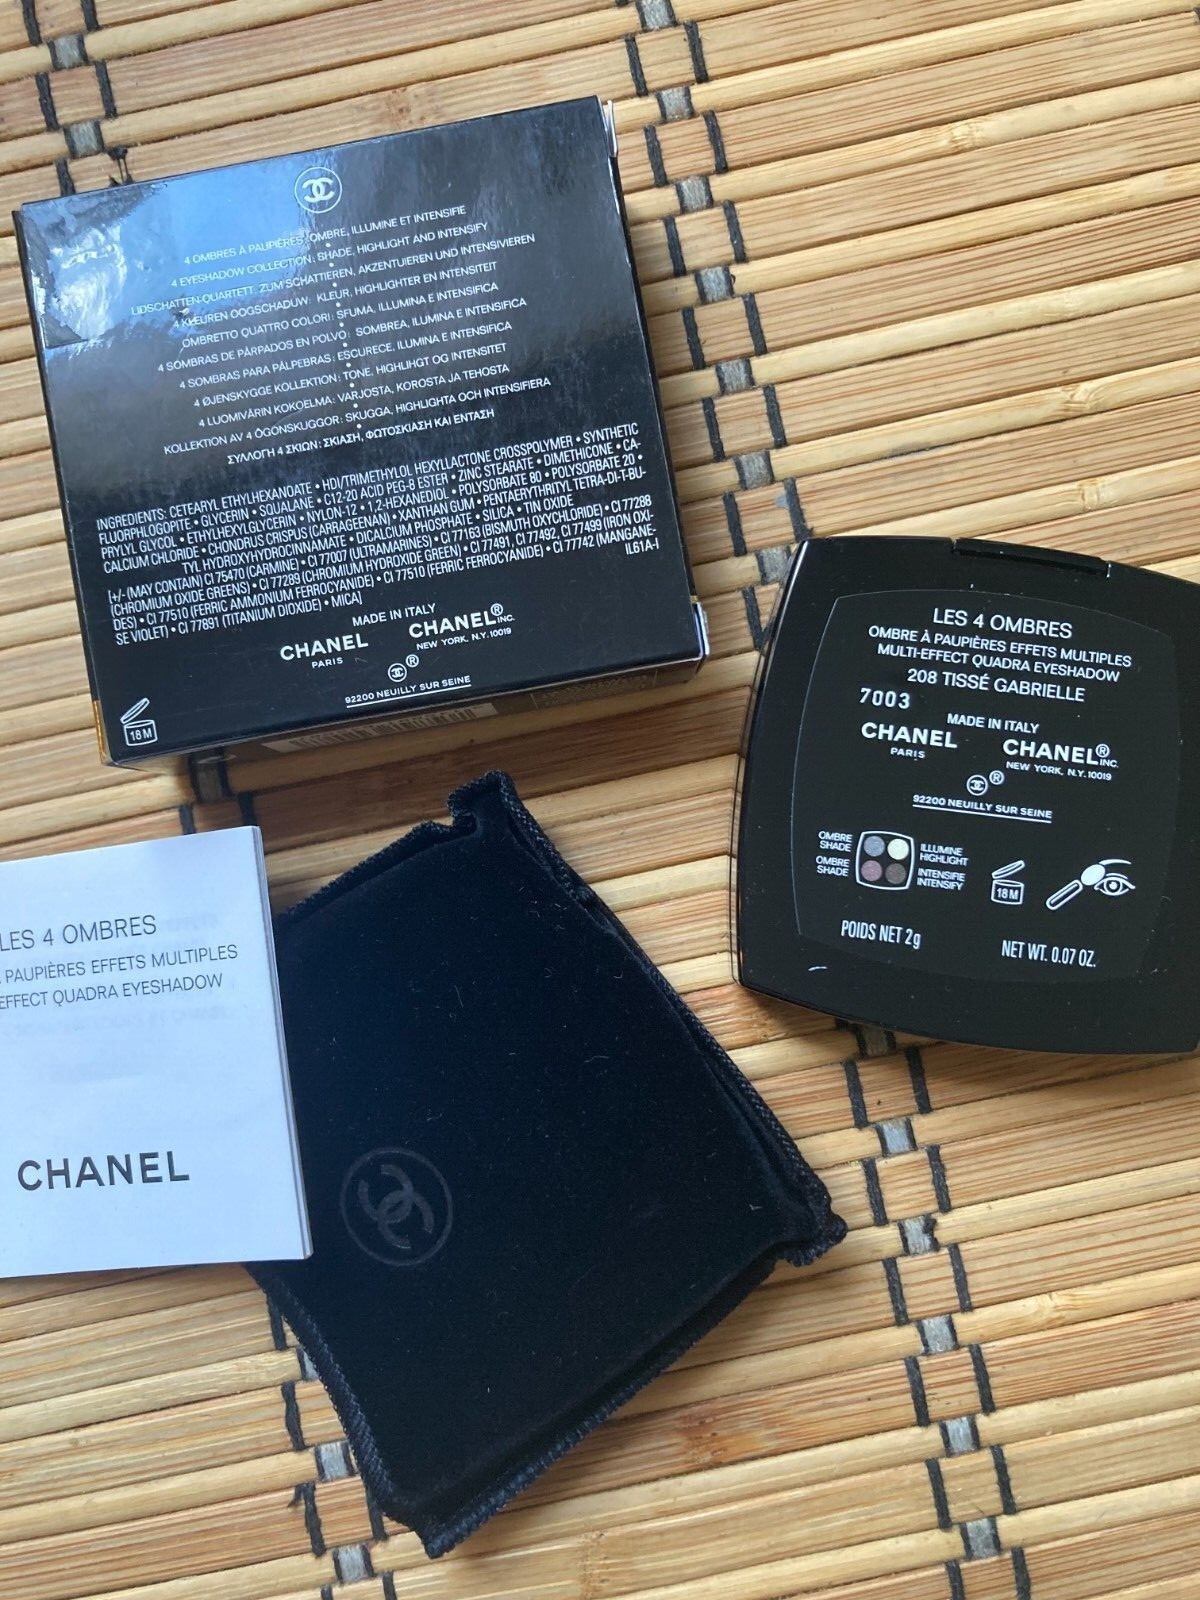 4 OMBRES À PAUPIÈRES: OMBRE, ILLUMINE ET INTENSIFIE
4 EYESHADOW COLLECTION: SHADE, HIGHLIGHT AND INTENSIFY
LIDSCHATTEN-QUARTETT: ZUM SCHATTIEREN, AKZENTUIEREN UND INTENSIVIEREN
4 KLEUREN OOGSCHADUW: KLEUR, HIGHLIGHTER EN INTENSITEIT
OMBRETTO QUATTRO COLORI: SFUMA, ILLUMINA E INTENSIFICA
4 SOMBRAS DE PÁRPADOS EN POLVO: SOMBREA, ILUMINA E INTENSIFICA
4 SOMBRAS PARA PÁLPEBRAS: ESCURECE, ILUMINA E INTENSIFICA
4 ØJENSKYGGE KOLLEKTION: TONE, HIGHLIHGT OG INTENSITET
4 LUOMIVÄRIN KOKOELMA: VARJOSTA, KOROSTA JA TEHOSTA
KOLLEKTION AV 4 ÖGONSKUGGOR: SKUGGA, HIGHLIGHTA OCH INTENSIFIERA
ΣΥΛΛΟΓΗ 4 ΣΚΙΩΝ: ΣΚΙΑΣΗ, ΦΩΤΟΣΚΙΑΣΗ ΚΑΙ ΕΝΤΑΣΗ
INGREDIENTS: CETEARYL ETHYLHEXANOATE • HDI/TRIMETHYLOL HEXYLLACTONE CROSSPOLYMER • SYNTHETIC
FLUORPHLOGOPITE • GLYCERIN • SQUALANE • C12-20 ACID PEG-8 ESTER • ZINC STEARATE • DIMETHICONE • CA-
PRYLYL GLYCOL • ETHYLHEXYLGLYCERIN • NYLON-12 • 1,2-HEXANEDIOL • POLYSORBATE 80 • POLYSORBATE 20 •
CALCIUM CHLORIDE • CHONDRUS CRISPUS (CARRAGEENAN) • XANTHAN GUM • PENTAERYTHRITYL TETRA-DI-T-BU-
TYL HYDROXYHYDROCINNAMATE • DICALCIUM PHOSPHATE • SILICA • TIN OXIDE
[+/- (MAY CONTAIN) CI 75470 (CARMINE) • CI 77007 (ULTRAMARINES) • CI 77163 (BISMUTH OXYCHLORIDE) • CI 77288
(CHROMIUM OXIDE GREENS) • CI 77289 (CHROMIUM HYDROXIDE GREEN) • CI 77491, CI 77492, CI 77499 (IRON OXI-
DES) • CI 77510 (FERRIC AMMONIUM FERROCYANIDE) • CI 77510 (FERRIC FERROCYANIDE) • CI 77742 (MANGANE-
SE VIOLET) • CI 77891 (TITANIUM DIOXIDE) • MICA] IL61A-I
MADE IN ITALY
CHANEL CHANEL® INC.
PARIS NEW YORK, N.Y. 10019
®
92200 NEUILLY SUR SEINE
18 M
LES 4 OMBRES
OMBRE À PAUPIÈRES EFFETS MULTIPLES
MULTI-EFFECT QUADRA EYESHADOW
208 TISSÉ GABRIELLE
7003
MADE IN ITALY
CHANEL CHANEL® INC.
PARIS NEW YORK, N.Y. 10019
®
92200 NEUILLY SUR SEINE
OMBRE
SHADE
ILLUMINE
HIGHLIGHT
OMBRE
SHADE
INTENSIFIE
INTENSIFY
18 M
POIDS NET 2g NET WT. 0.07 OZ.
LES 4 OMBRES
PAUPIÈRES EFFETS MULTIPLES
EFFECT QUADRA EYESHADOW
CHANEL